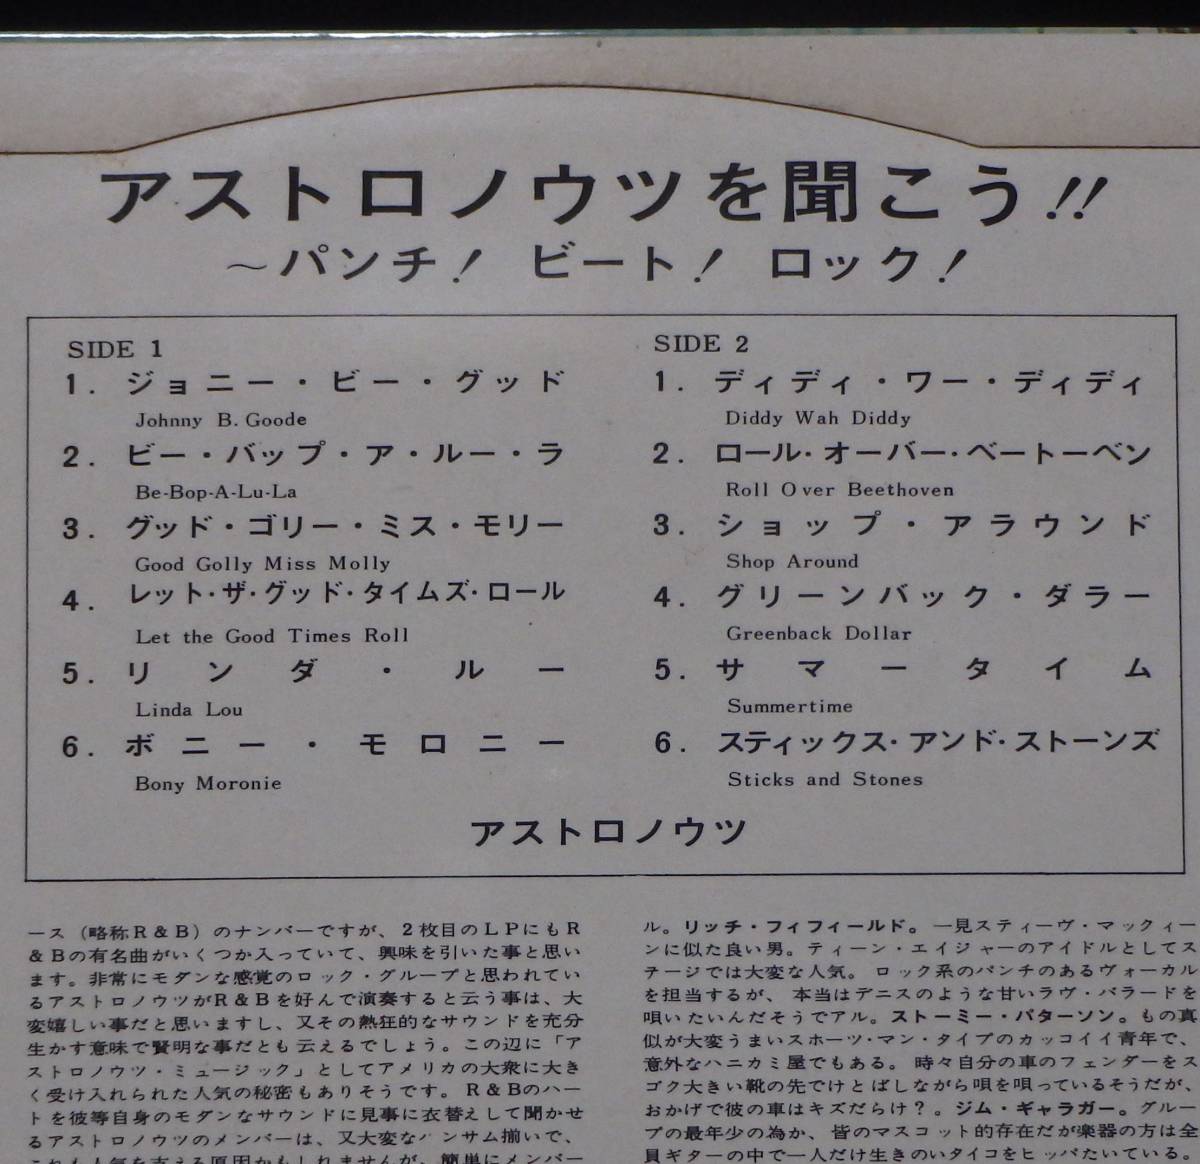 アストロノウツを聞こう!!
～パンチ! ビート! ロック!
SIDE 1
1. ジョニー・ビー・グッド
Johnny B. Goode
2. ビー・バップ・ア・ルー・ラ
Be-Bop-A-Lu-La
3. グッド・ゴリー・ミス・モリー
Good Golly Miss Molly
4. レット・ザ・グッド・タイムズ・ロール
Let the Good Times Roll
5. リンダ・ルー
Linda Lou
6. ボニー・モロニー
Bony Moronie
SIDE 2
1. ディディ・ワー・ディディ
Diddy Wah Diddy
2. ロール・オーバー・ベートーベン
Roll Over Beethoven
3. ショップ・アラウンド
Shop Around
4. グリーンバック・ダラー
Greenback Dollar
5. サマータイム
Summertime
6. スティックス・アンド・ストーンズ
Sticks and Stones
アストロノウツ
ース (略称R&B) のナンバーですが、2枚目のLPにもR
&Bの有名曲がいくつか入っていて、興味を引いた事と思い
ます。非常にモダンな感覚のロック・グループと思われてい
るアストロノウツがR&Bを好んで演奏すると云う事は、大
変嬉しい事だと思いますし、又その熱狂的なサウンドを充分
生かす意味で賢明な事だとも云えるでしょう。この辺に「ア
ストロノウツ・ミュージック」としてアメリカの大衆に大き
く受け入れられた人気の秘密もありそうです。R&Bのハー
トを彼等自身のモダンなサウンドに見事に衣替えして聞かせ
るアストロノウツのメンバーは、又大変なハンサム揃いで、
これも人気を支える原因かもしれませんが、簡単にメンバー
ル。リッチ・フィフィールド。一見スティーヴ・マックィー
ンに似た良い男。ティーン・エイジャーのアイドルとしてス
テージでは大変な人気。ロック系のパンチのあるヴォーカル
を担当するが、本当はデニスのような甘いラヴ・バラードを
唄いたいんだそうでアル。ストーミー・パターソン。もの真
似が大変うまいスポーツ・マン・タイプのカッコイイ青年で、
意外なハニカミ屋でもある。時々自分の車のフェンダーをス
ゴク大きい靴の先でけとばしながら唄を唄っているそうだが、
おかげで彼の車はキズだらけ?。ジム・ギャラガー。グルー
プの最年少の為か、皆のマスコット的存在だが楽器の方は全
員ギターの中で一人だけ生きのいいタイコをヒッパたいている。